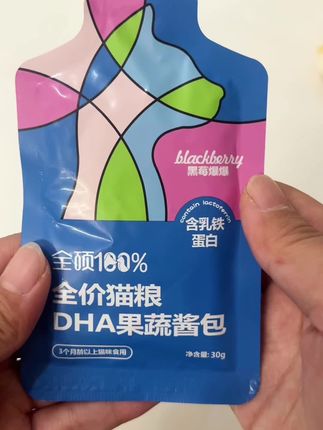 blackberry
黑莓爆爆
contain lactoferrin
含乳铁
蛋白
全硕100%
全价猫粮
DHA果蔬酱包
3个月龄以上猫咪食用
净含量:30g